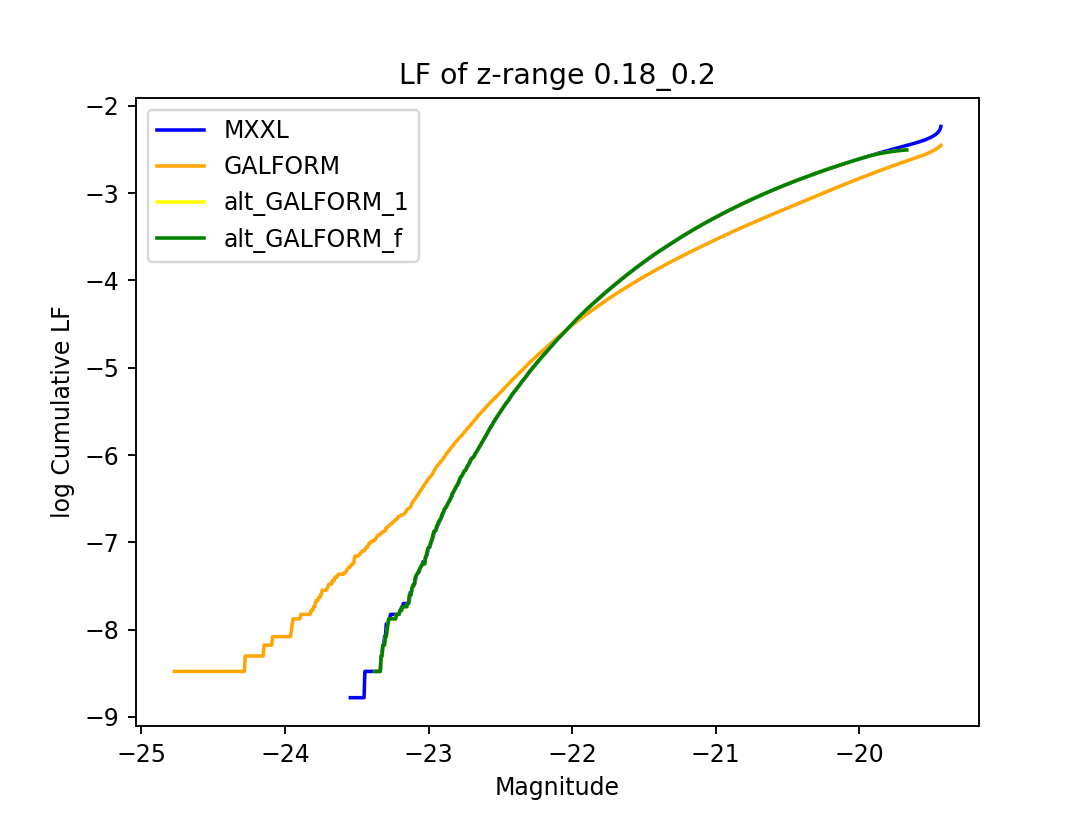 LF of z-range 0.18_0.2
−2
−3
−4
−5
−6
−7
−8
−9
log Cumulative LF
MXXL
GALFORM
alt_GALFORM_1
alt_GALFORM_f
−25 −24 −23 −22 −21 −20
Magnitude